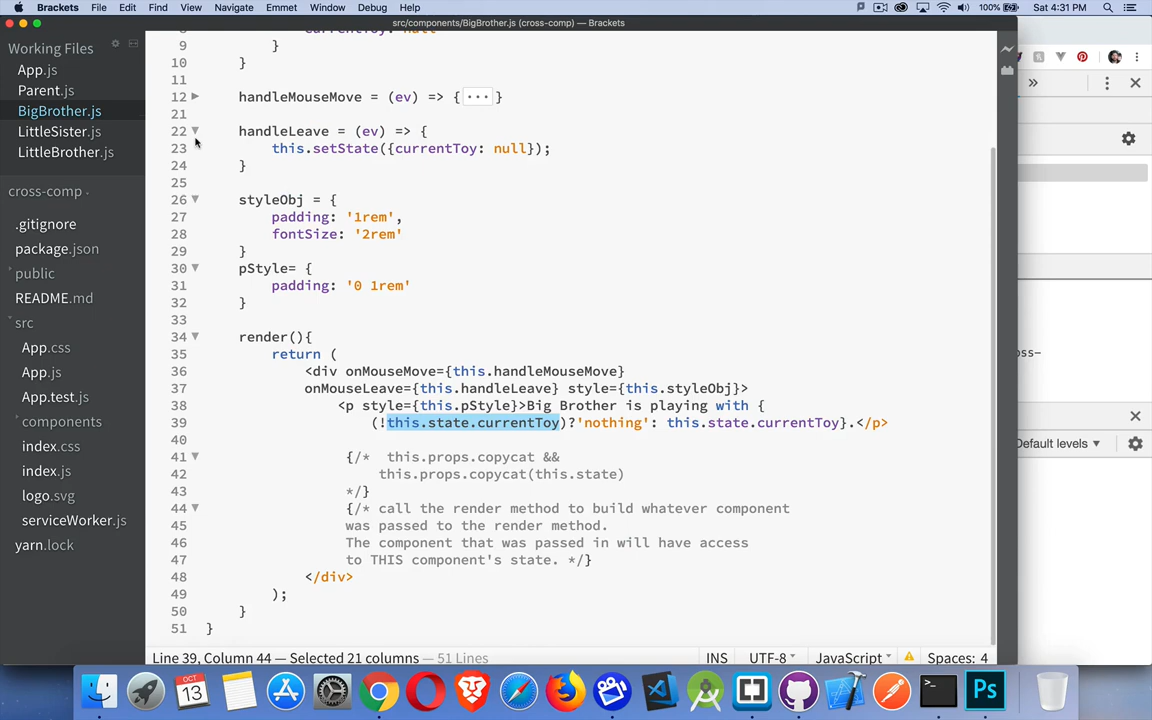 Brackets File Edit Find View Navigate Emmet Window Debug Help 100% Sat 4:31 PM
src/components/BigBrother.js (cross-comp) — Brackets
Working Files
App.js
Parent.js
BigBrother.js
LittleSister.js
LittleBrother.js
cross-comp
.gitignore
package.json
public
README.md
src
App.css
App.js
App.test.js
components
index.css
index.js
logo.svg
serviceWorker.js
yarn.lock
8 currentToy: null
9 }
10 }
11
12 handleMouseMove = (ev) => {...}
21
22 handleLeave = (ev) => {
23 this.setState({currentToy: null});
24 }
25
26 styleObj = {
27 padding: '1rem',
28 fontSize: '2rem'
29 }
30 pStyle= {
31 padding: '0 1rem'
32 }
33
34 render(){
35 return (
36 <div onMouseMove={this.handleMouseMove}
37 onMouseLeave={this.handleLeave} style={this.styleObj}>
38 <p style={this.pStyle}>Big Brother is playing with {
39 (!this.state.currentToy)?'nothing': this.state.currentToy}.</p>
40
41 {/* this.props.copycat &&
42 this.props.copycat(this.state)
43 */}
44 {/* call the render method to build whatever component
45 was passed to the render method.
46 The component that was passed in will have access
47 to THIS component's state. */}
48 </div>
49 );
50 }
51 }
Line 39, Column 44 — Selected 21 columns — 51 Lines INS UTF-8 JavaScript Spaces: 4
»
oss-
Default levels
OCT
13
Ps